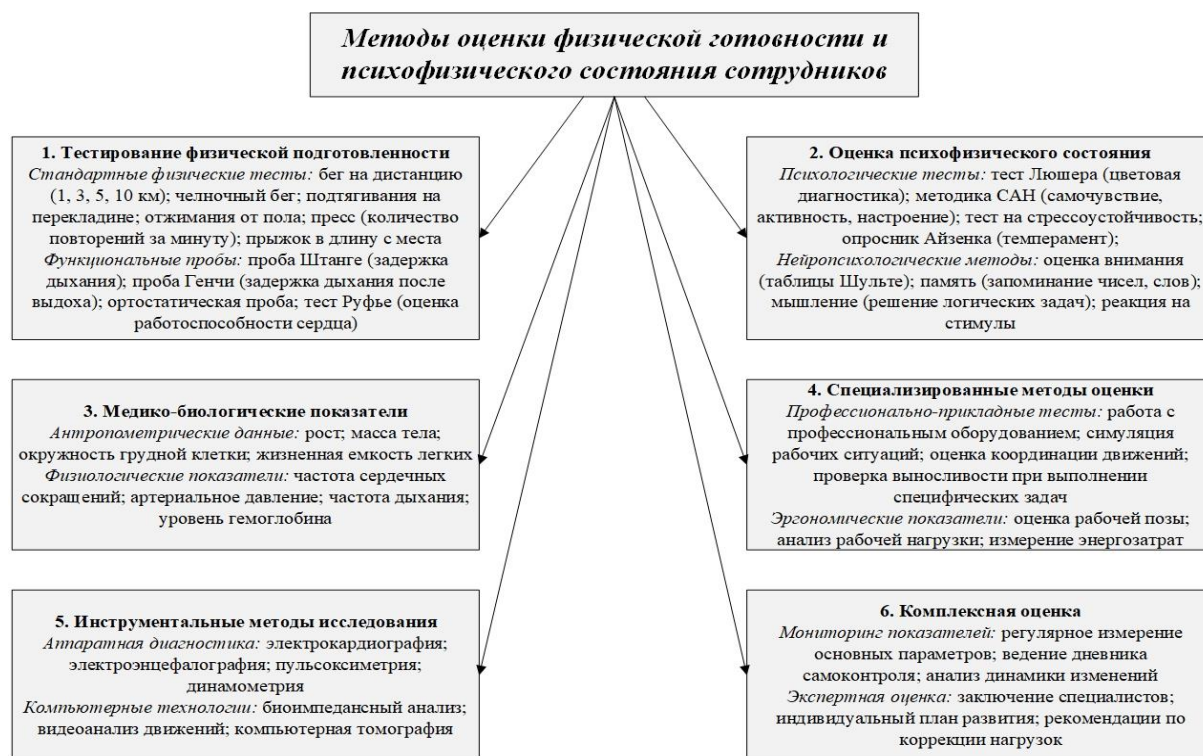 Методы оценки физической готовности и
психофизического состояния сотрудников
1. Тестирование физической подготовленности
Стандартные физические тесты: бег на дистанцию
(1, 3, 5, 10 км); челночный бег; подтягивания на
перекладине; отжимания от пола; пресс (количество
повторений за минуту); прыжок в длину с места
Функциональные пробы: проба Штанге (задержка
дыхания); проба Генчи (задержка дыхания после
выдоха); ортостатическая проба; тест Руфье (оценка
работоспособности сердца)
2. Оценка психофизического состояния
Психологические тесты: тест Люшера (цветовая
диагностика); методика САН (самочувствие,
активность, настроение); тест на стрессоустойчивость;
опросник Айзенка (темперамент);
Нейропсихологические методы: оценка внимания
(таблицы Шульте); память (запоминание чисел, слов);
мышление (решение логических задач); реакция на
стимулы
3. Медико-биологические показатели
Антропометрические данные: рост; масса тела;
окружность грудной клетки; жизненная емкость легких
Физиологические показатели: частота сердечных
сокращений; артериальное давление; частота дыхания;
уровень гемоглобина
4. Специализированные методы оценки
Профессионально-прикладные тесты: работа с
профессиональным оборудованием; симуляция
рабочих ситуаций; оценка координации движений;
проверка выносливости при выполнении
специфических задач
Эргономические показатели: оценка рабочей позы;
анализ рабочей нагрузки; измерение энергозатрат
5. Инструментальные методы исследования
Аппаратная диагностика: электрокардиография;
электроэнцефалография; пульсоксиметрия;
динамометрия
Компьютерные технологии: биоимпедансный анализ;
видеоанализ движений; компьютерная томография
6. Комплексная оценка
Мониторинг показателей: регулярное измерение
основных параметров; ведение дневника
самоконтроля; анализ динамики изменений
Экспертная оценка: заключение специалистов;
индивидуальный план развития; рекомендации по
коррекции нагрузок